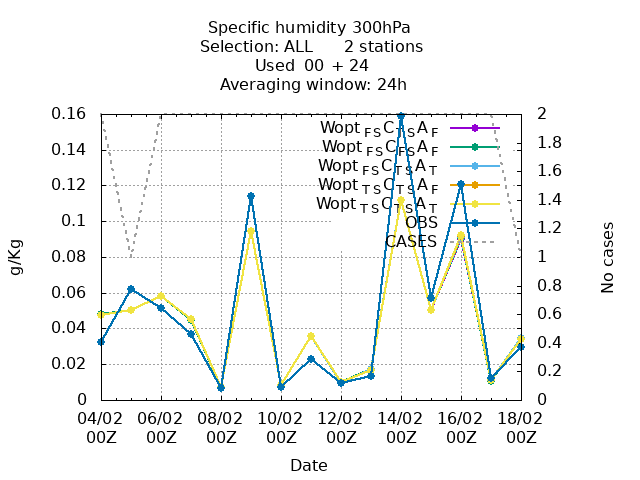 Specific humidity 300hPa
Selection: ALL 2 stations
Used 00 + 24
Averaging window: 24h
0.16
0.14
0.12
0.1
0.08
0.06
0.04
0.02
0
g/Kg
Wopt FS C TS A F
Wopt FS C FS A F
Wopt FS C TS A T
Wopt TS C TS A F
Wopt TS C TS A T
OBS
CASES
2
1.8
1.6
1.4
1.2
1
0.8
0.6
0.4
0.2
0
No cases
04/02 06/02 08/02 10/02 12/02 14/02 16/02 18/02
00Z 00Z 00Z 00Z 00Z 00Z 00Z 00Z
Date